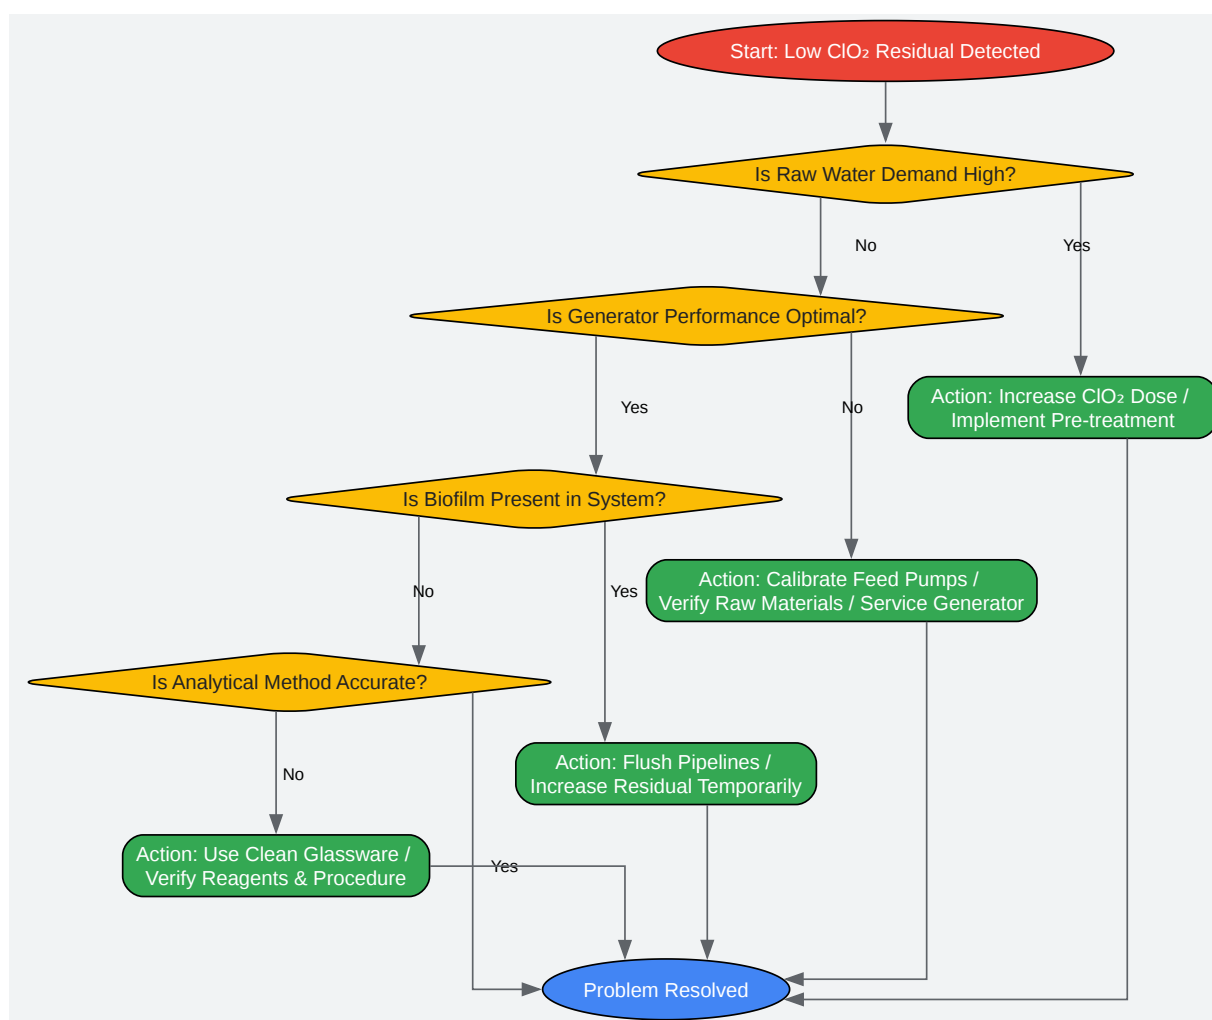 Start: Low ClO₂ Residual Detected
Is Raw Water Demand High?
No
Yes
Is Generator Performance Optimal?
Action: Increase ClO₂ Dose /
Implement Pre-treatment
Yes
No
Is Biofilm Present in System?
Action: Calibrate Feed Pumps /
Verify Raw Materials / Service Generator
No
Yes
Is Analytical Method Accurate?
Action: Flush Pipelines /
Increase Residual Temporarily
No
Action: Use Clean Glassware /
Verify Reagents & Procedure
Yes
Problem Resolved